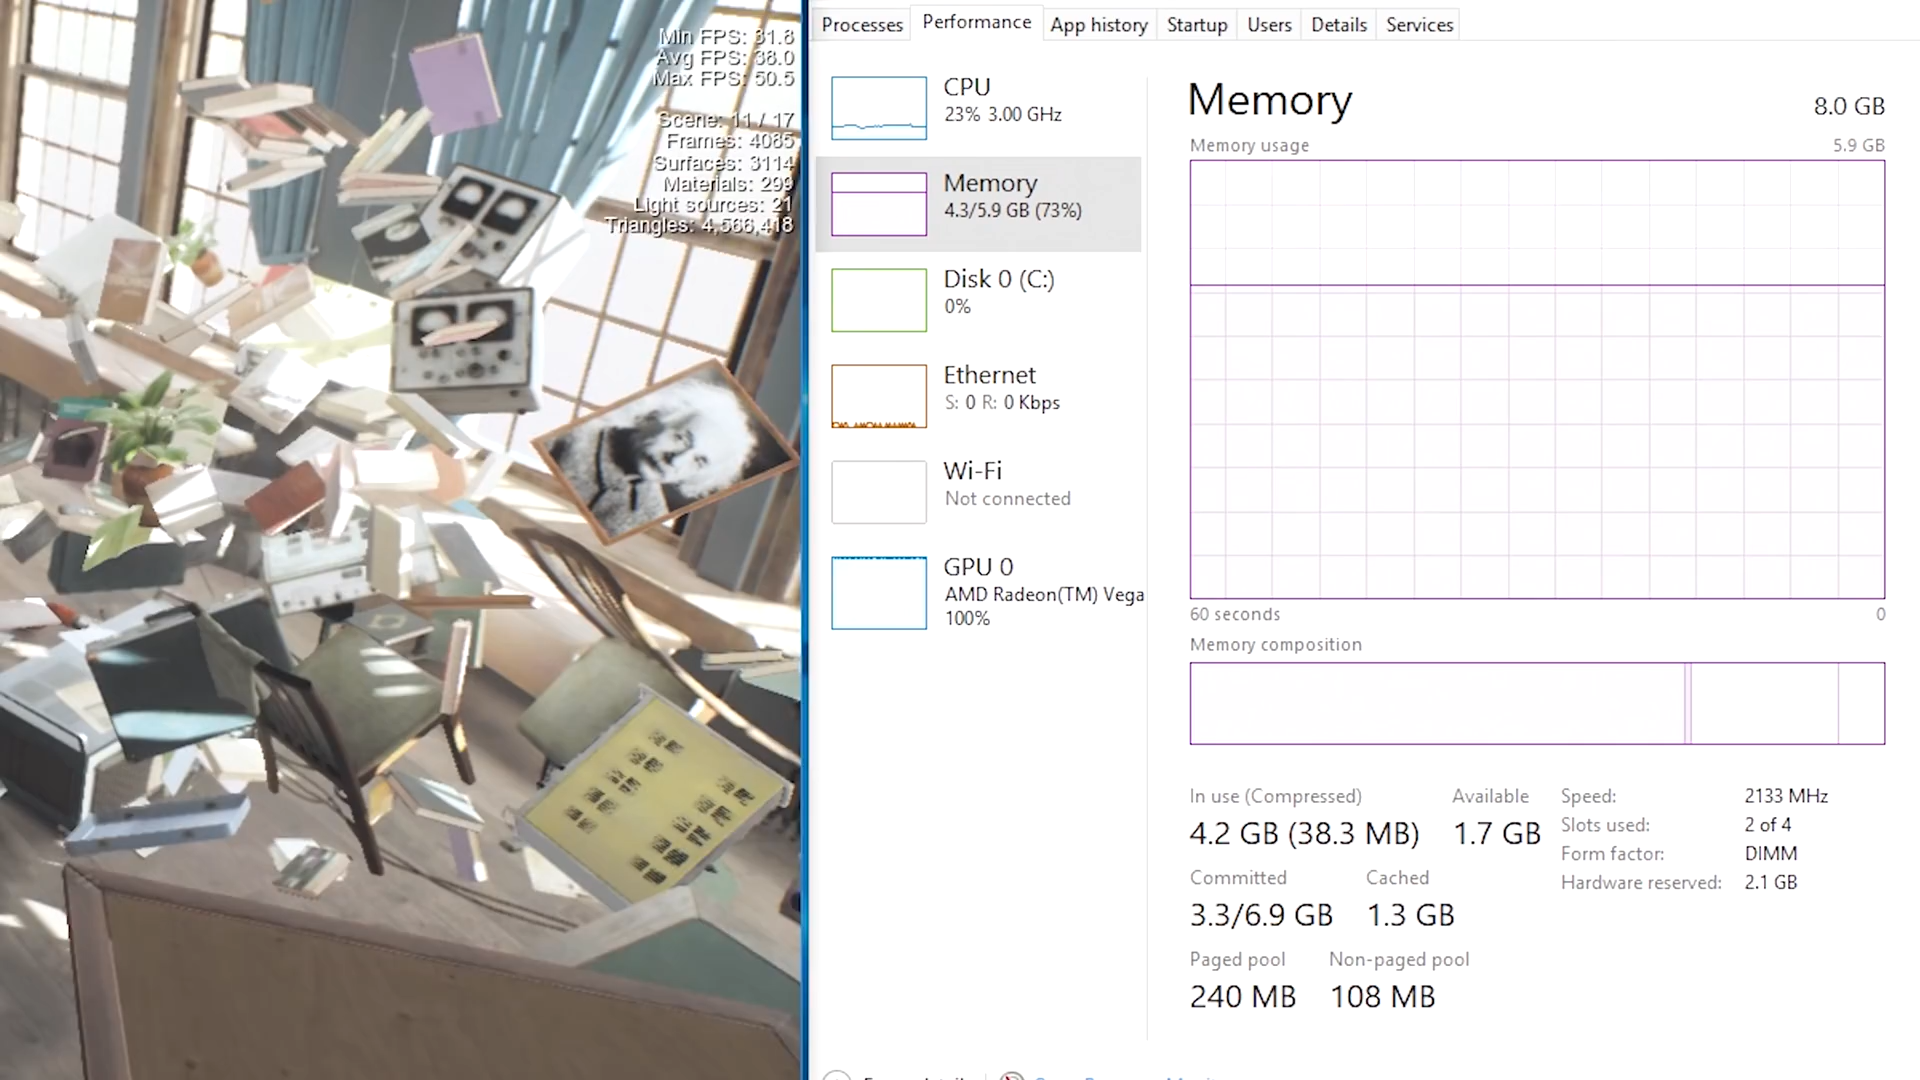 Min FPS: 31.8
Avg FPS: 38.0
Max FPS: 50.5
Scene: 11 / 17
Frames: 4085
Surfaces: 3114
Materials: 299
Light sources: 21
Triangles: 4,566,418
Processes
Performance
App history
Startup
Users
Details
Services
CPU
23% 3.00 GHz
Memory
4.3/5.9 GB (73%)
Disk 0 (C:)
0%
Ethernet
S: 0 R: 0 Kbps
Wi-Fi
Not connected
GPU 0
AMD Radeon(TM) Vega
100%
Memory
8.0 GB
Memory usage
5.9 GB
60 seconds
0
Memory composition
In use (Compressed)
4.2 GB (38.3 MB)
Available
1.7 GB
Committed
3.3/6.9 GB
Cached
1.3 GB
Paged pool
240 MB
Non-paged pool
108 MB
Speed: 2133 MHz
Slots used: 2 of 4
Form factor: DIMM
Hardware reserved: 2.1 GB